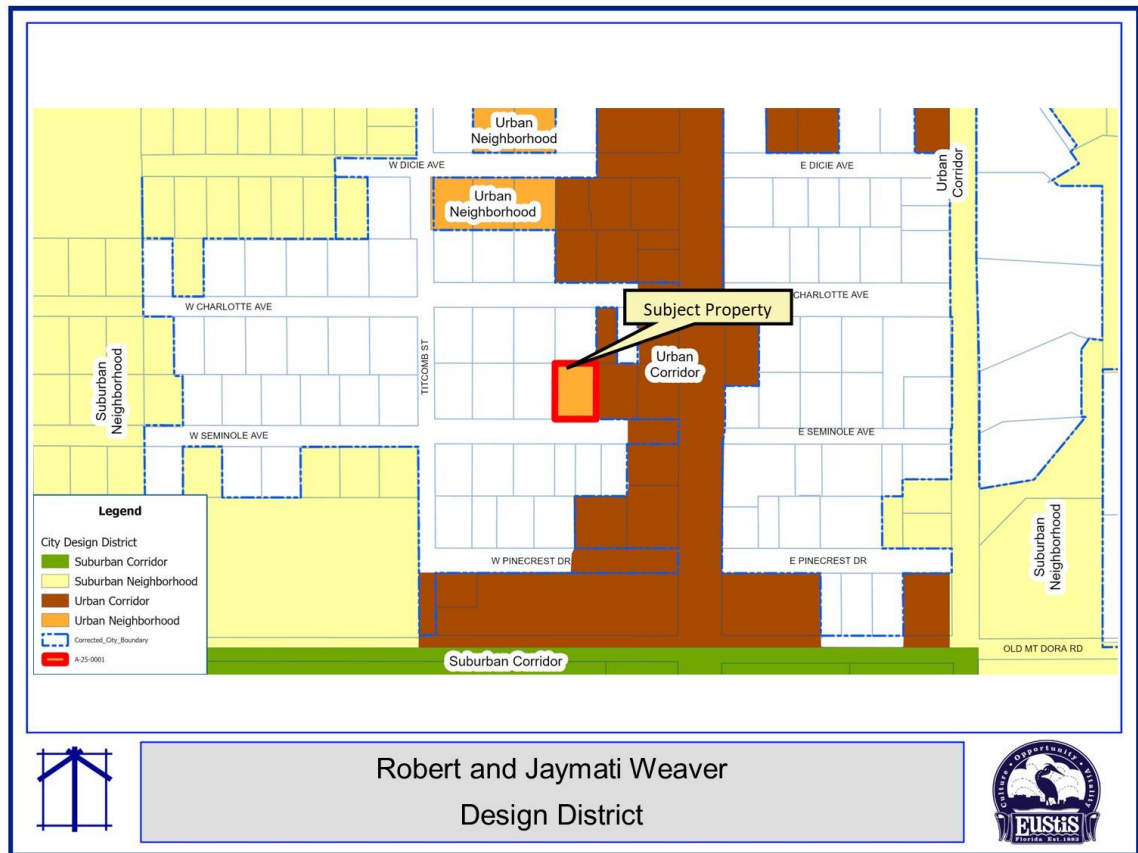 Urban
Neighborhood
W DICIE AVE
E DICIE AVE
Urban
Corridor
Urban
Neighborhood
W CHARLOTTE AVE
CHARLOTTE AVE
Subject Property
Urban
Corridor
TITCOMB ST
Suburban
Neighborhood
W SEMINOLE AVE
E SEMINOLE AVE
Suburban
Neighborhood
W PINECREST DR
E PINECREST DR
OLD MT DORA RD
Suburban Corridor
Legend
City Design District
Suburban Corridor
Suburban Neighborhood
Urban Corridor
Urban Neighborhood
Corrected_City_Boundary
A-25-0001
Robert and Jaymati Weaver
Design District
Culture • Opportunity • Vitality
EUSTIS
Florida Est. 1883